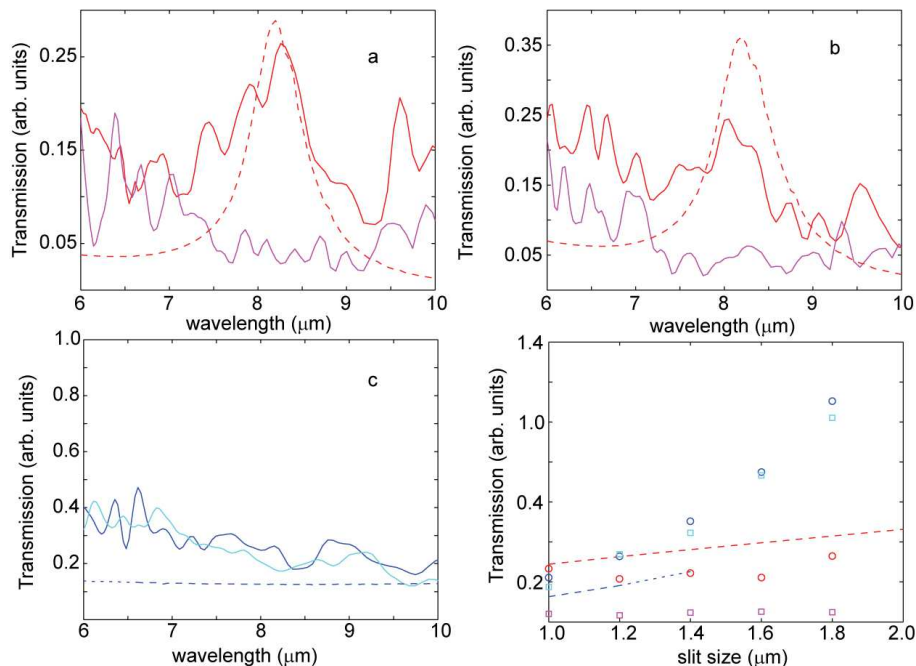 Transmission (arb. units)
0.25
0.15
0.05
a
6 7 8 9 10
wavelength (μm)
Transmission (arb. units)
0.35
0.25
0.15
0.05
b
6 7 8 9 10
wavelength (μm)
Transmission (arb. units)
1.0
0.8
0.6
0.4
0.2
0
c
6 7 8 9 10
wavelength (μm)
Transmission (arb. units)
1.4
1.0
0.4
0.2
1.0 1.2 1.4 1.6 1.8 2.0
slit size (μm)